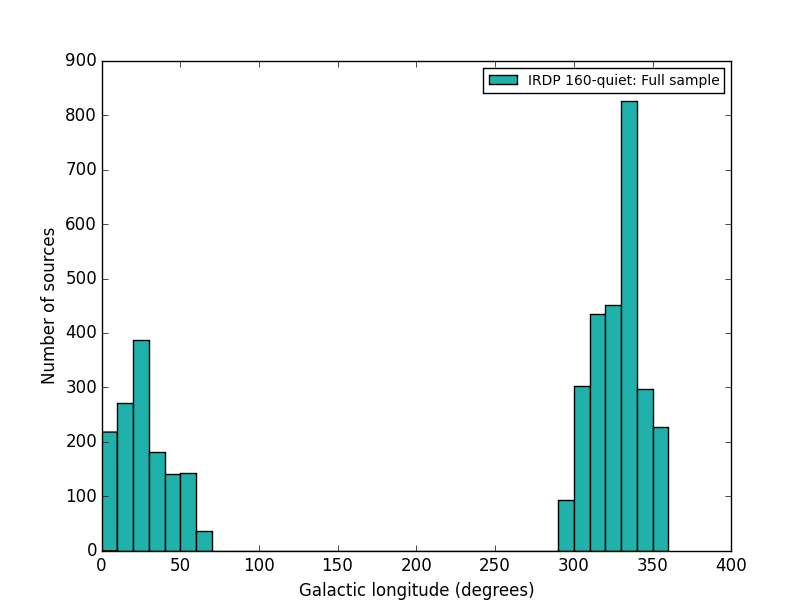 IRDP 160-quiet: Full sample
900
800
700
600
500
400
300
200
100
0
Number of sources
0 50 100 150 200 250 300 350 400
Galactic longitude (degrees)